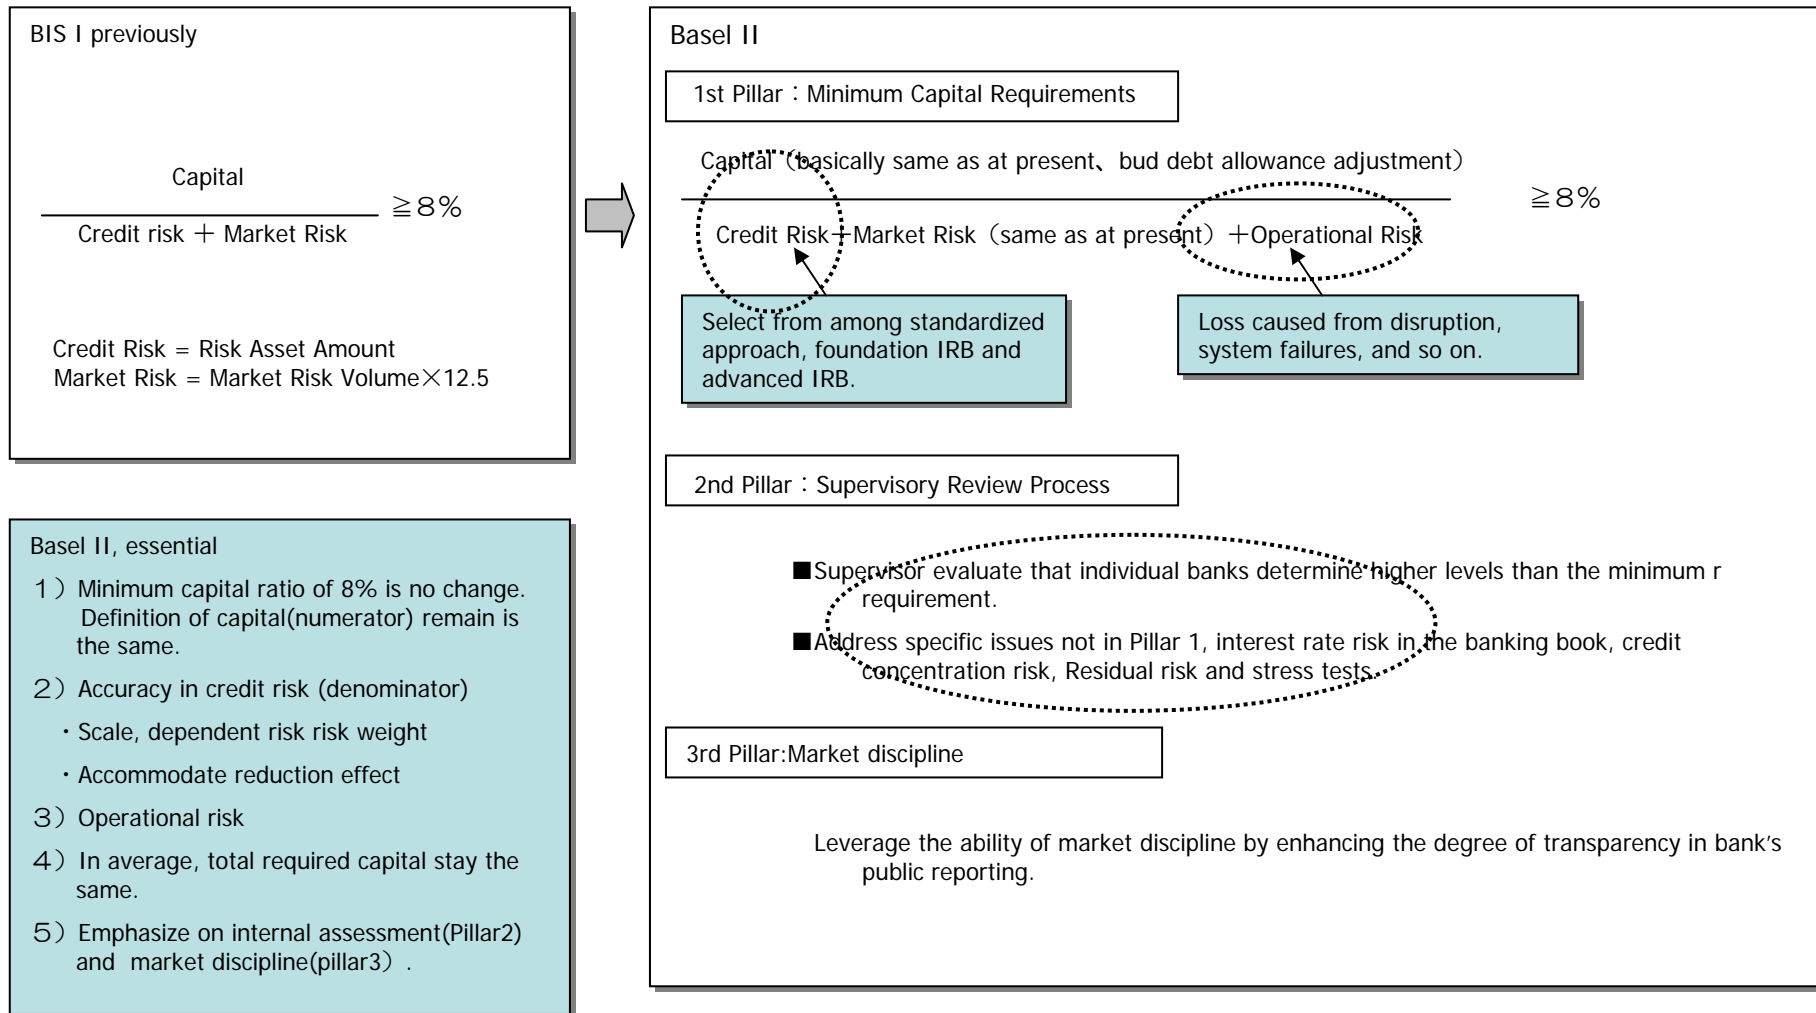 BIS I previously
Capital
≧８%
Credit risk ＋ Market Risk
Credit Risk = Risk Asset Amount
Market Risk = Market Risk Volume×12.5
Basel II, essential
１）Minimum capital ratio of 8% is no change.
Definition of capital(numerator) remain is
the same.
２）Accuracy in credit risk (denominator)
・Scale, dependent risk risk weight
・Accommodate reduction effect
３）Operational risk
４）In average, total required capital stay the
same.
５）Emphasize on internal assessment(Pillar2)
and market discipline(pillar3）.
Basel II
1st Pillar：Minimum Capital Requirements
Capital（basically same as at present、bud debt allowance adjustment）
≧８%
Credit Risk＋Market Risk（same as at present）＋Operational Risk
Select from among standardized
approach, foundation IRB and
advanced IRB.
Loss caused from disruption,
system failures, and so on.
2nd Pillar：Supervisory Review Process
■Supervisor evaluate that individual banks determine higher levels than the minimum r
requirement.
■Address specific issues not in Pillar 1, interest rate risk in the banking book, credit
concentration risk, Residual risk and stress tests.
3rd Pillar:Market discipline
Leverage the ability of market discipline by enhancing the degree of transparency in bank's
public reporting.